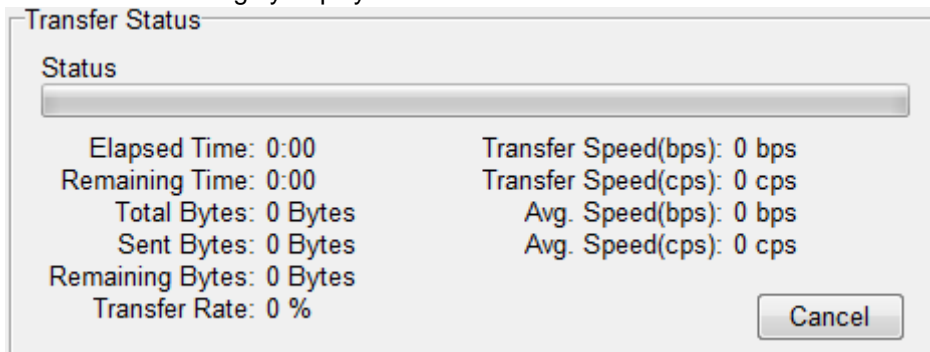 Transfer Status
Status
Elapsed Time: 0:00
Remaining Time: 0:00
Total Bytes: 0 Bytes
Sent Bytes: 0 Bytes
Remaining Bytes: 0 Bytes
Transfer Rate: 0 %
Transfer Speed(bps): 0 bps
Transfer Speed(cps): 0 cps
Avg. Speed(bps): 0 bps
Avg. Speed(cps): 0 cps
Cancel